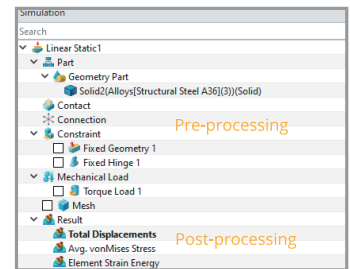 Simulation
Search
Linear Static1
Part
Geometry Part
Solid2(Alloys[Structural Steel A36](3))(Solid)
Contact
Connection
Pre-processing
Constraint
Fixed Geometry 1
Fixed Hinge 1
Mechanical Load
Torque Load 1
Mesh
Result
Total Displacements
Post-processing
Avg. vonMises Stress
Element Strain Energy